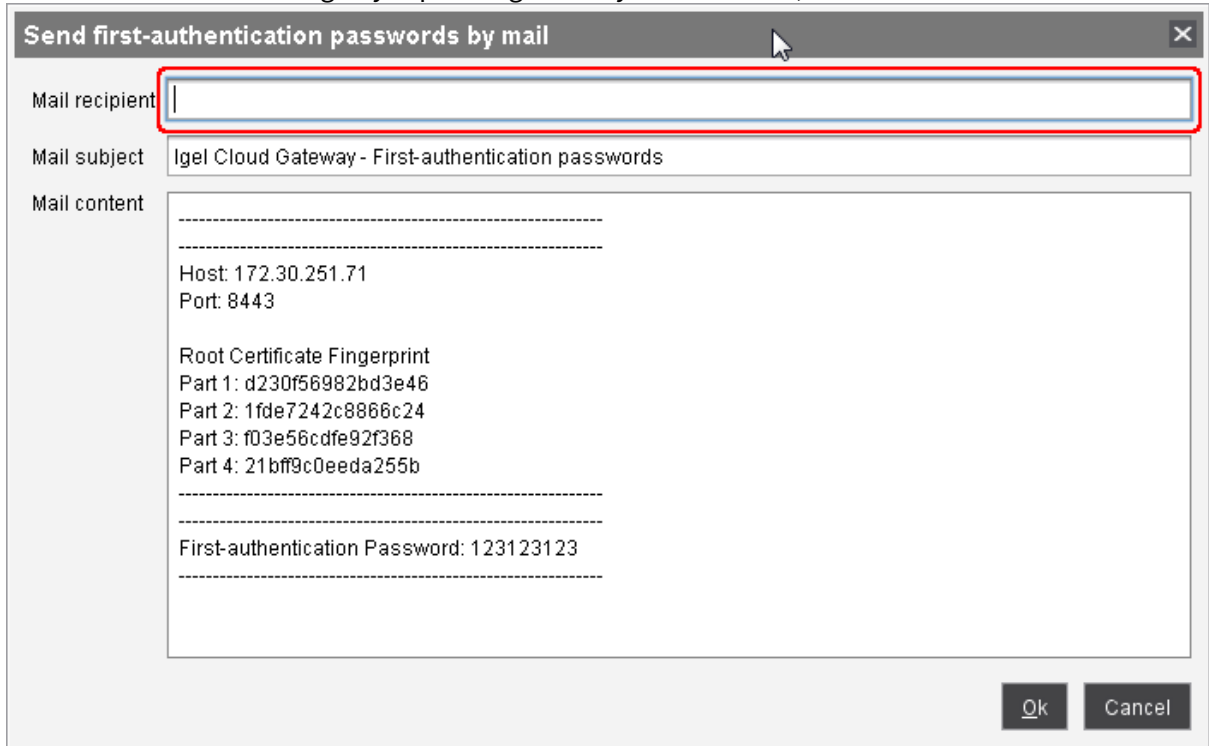 Send first-authentication passwords by mail
Mail recipient
Mail subject Igel Cloud Gateway - First-authentication passwords
Mail content
--------------------------------------------------------------
--------------------------------------------------------------
Host: 172.30.251.71
Port: 8443
Root Certificate Fingerprint
Part 1: d230f56982bd3e46
Part 2: 1fde7242c8866c24
Part 3: f03e56cdfe92f368
Part 4: 21bff9c0eeda255b
--------------------------------------------------------------
--------------------------------------------------------------
First-authentication Password: 123123123
--------------------------------------------------------------
Ok Cancel